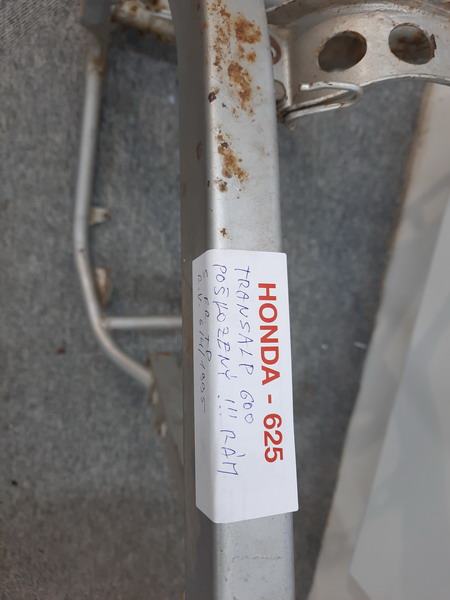 HONDA - 625
TRANSALP 600
POŠKOZENÝ !!! RÁM